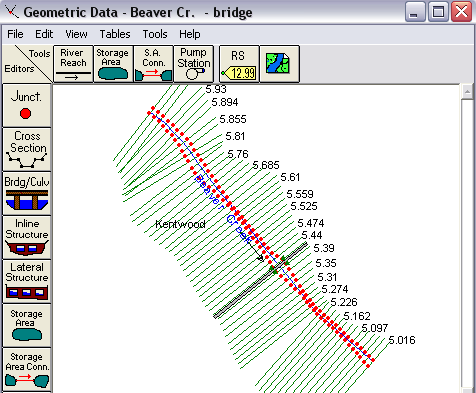 Geometric Data - Beaver Cr. - bridge
File Edit View Tables Tools Help
Tools
Editors
River
Reach
Storage
Area
S.A.
Conn.
Pump
Station
RS
12.99
Junct.
Cross
Section
Brdg/Culv
Inline
Structure
Lateral
Structure
Storage
Area
Storage
Area Conn.
5.93
5.894
5.855
5.81
5.76
5.685
5.61
5.559
5.525
5.474
5.44
5.39
5.35
5.31
5.274
5.226
5.162
5.097
5.016
Beaver Creek
Kentwood